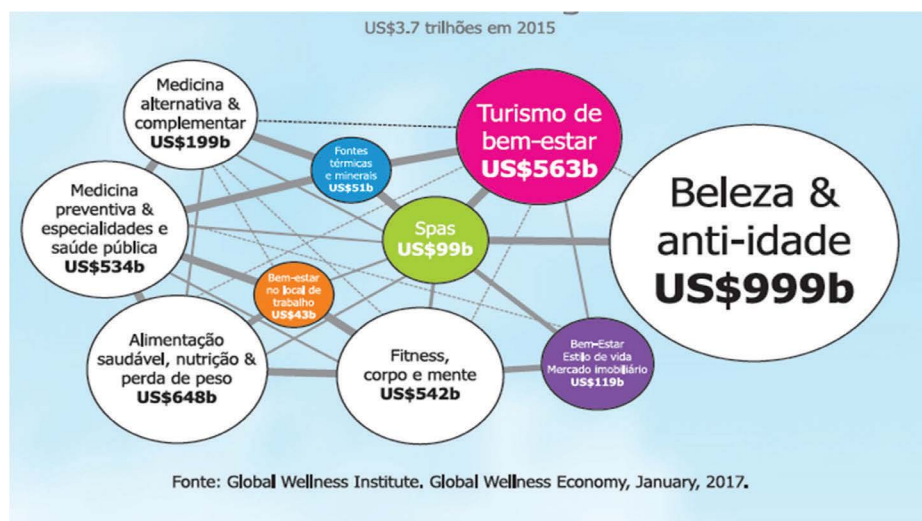 US$3.7 trilhões em 2015
Medicina
alternativa &
complementar
US$199b
Fontes
térmicas
e minerais
US$51b
Turismo de
bem-estar
US$563b
Beleza &
anti-idade
US$999b
Medicina
preventiva &
especialidades e
saúde pública
US$534b
Spas
US$99b
Bem-estar
no local de
trabalho
US$43b
Alimentação
saudável, nutrição &
perda de peso
US$648b
Fitness,
corpo e mente
US$542b
Bem-Estar
Estilo de vida
Mercado imobiliário
US$119b
Fonte: Global Wellness Institute. Global Wellness Economy, January, 2017.